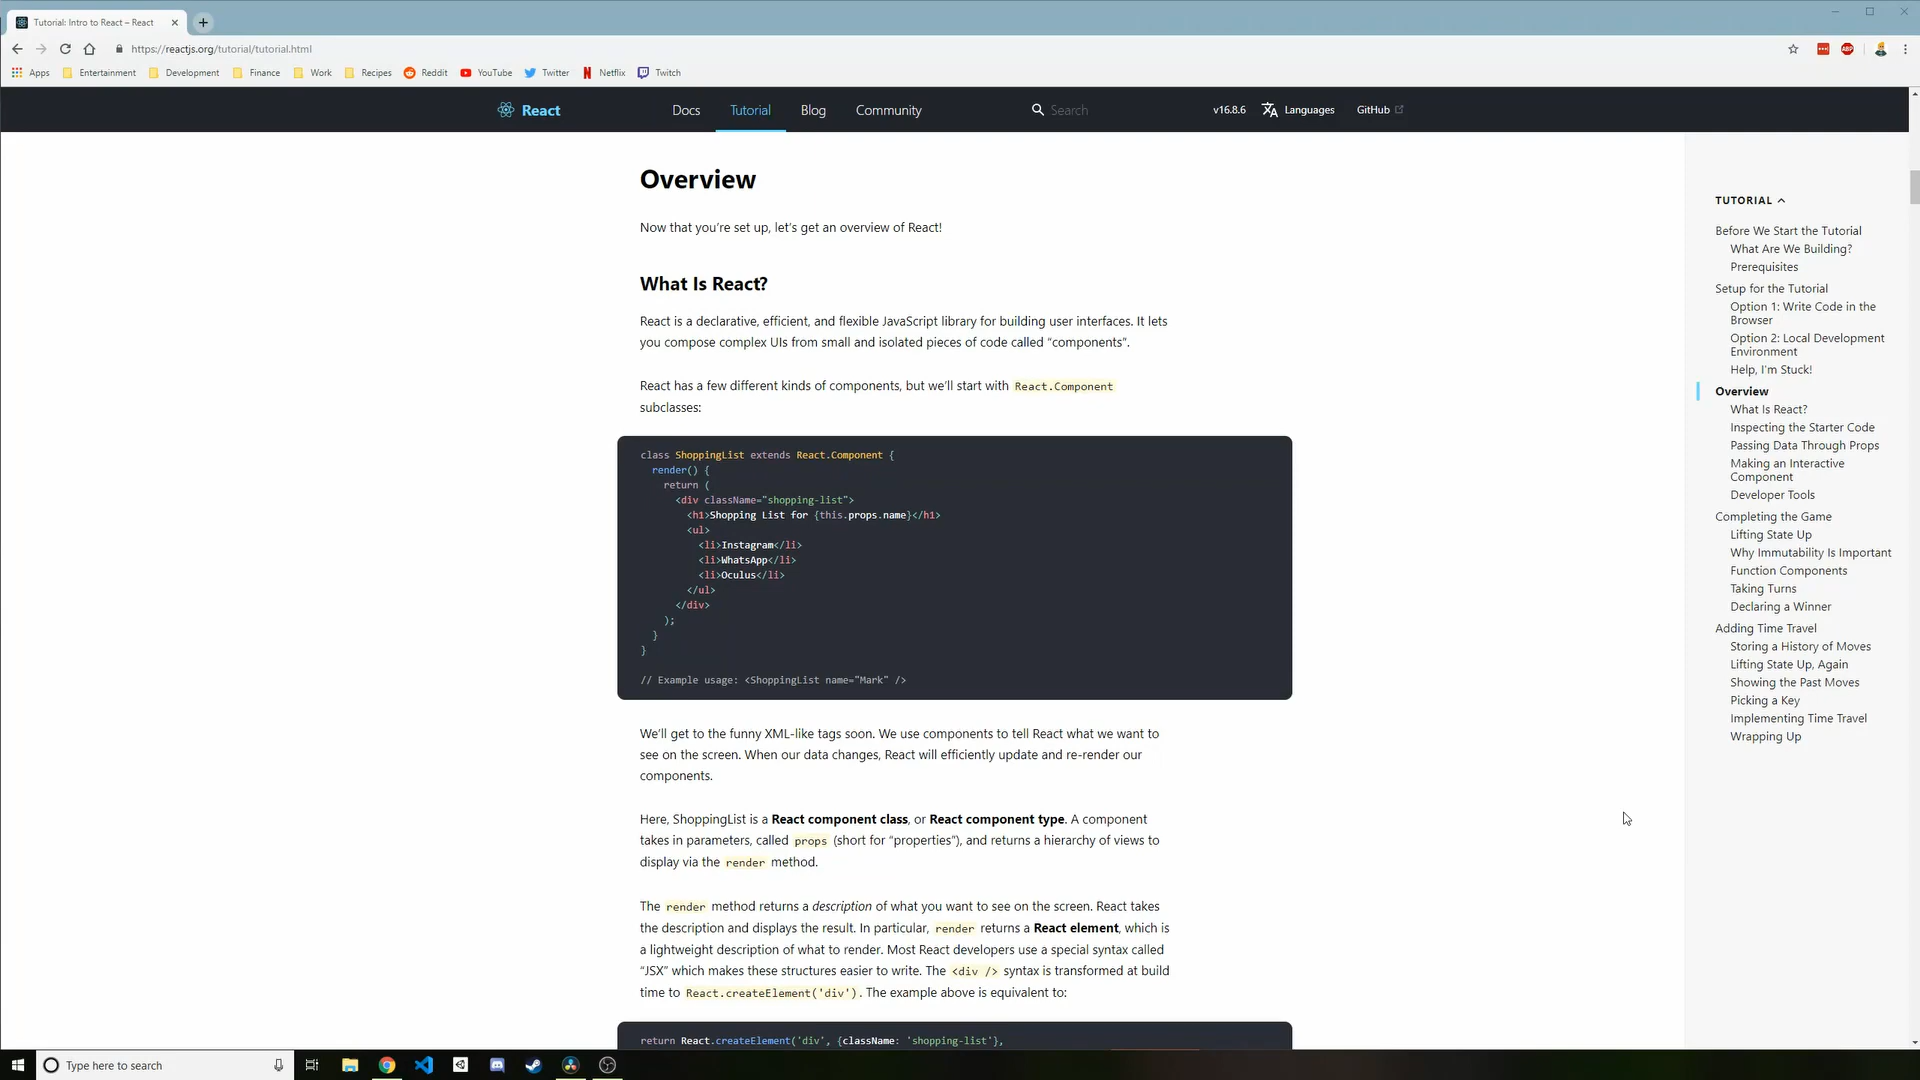 Tutorial: Intro to React – React
https://reactjs.org/tutorial/tutorial.html
ABP
Apps Entertainment Development Finance Work Recipes Reddit YouTube Twitter Netflix Twitch
React Docs Tutorial Blog Community Search v16.8.6 Languages GitHub
Overview
Now that you’re set up, let’s get an overview of React!
What Is React?
React is a declarative, efficient, and flexible JavaScript library for building user interfaces. It lets
you compose complex UIs from small and isolated pieces of code called “components”.
React has a few different kinds of components, but we’ll start with React.Component
subclasses:
class ShoppingList extends React.Component {
  render() {
    return (
      <div className="shopping-list">
        <h1>Shopping List for {this.props.name}</h1>
        <ul>
          <li>Instagram</li>
          <li>WhatsApp</li>
          <li>Oculus</li>
        </ul>
      </div>
    );
  }
}
// Example usage: <ShoppingList name="Mark" />
We’ll get to the funny XML-like tags soon. We use components to tell React what we want to
see on the screen. When our data changes, React will efficiently update and re-render our
components.
Here, ShoppingList is a React component class, or React component type. A component
takes in parameters, called props (short for “properties”), and returns a hierarchy of views to
display via the render method.
The render method returns a description of what you want to see on the screen. React takes
the description and displays the result. In particular, render returns a React element, which is
a lightweight description of what to render. Most React developers use a special syntax called
“JSX” which makes these structures easier to write. The <div /> syntax is transformed at build
time to React.createElement('div'). The example above is equivalent to:
return React.createElement('div', {className: 'shopping-list'},
TUTORIAL
Before We Start the Tutorial
What Are We Building?
Prerequisites
Setup for the Tutorial
Option 1: Write Code in the
Browser
Option 2: Local Development
Environment
Help, I’m Stuck!
Overview
What Is React?
Inspecting the Starter Code
Passing Data Through Props
Making an Interactive
Component
Developer Tools
Completing the Game
Lifting State Up
Why Immutability Is Important
Function Components
Taking Turns
Declaring a Winner
Adding Time Travel
Storing a History of Moves
Lifting State Up, Again
Showing the Past Moves
Picking a Key
Implementing Time Travel
Wrapping Up
Type here to search